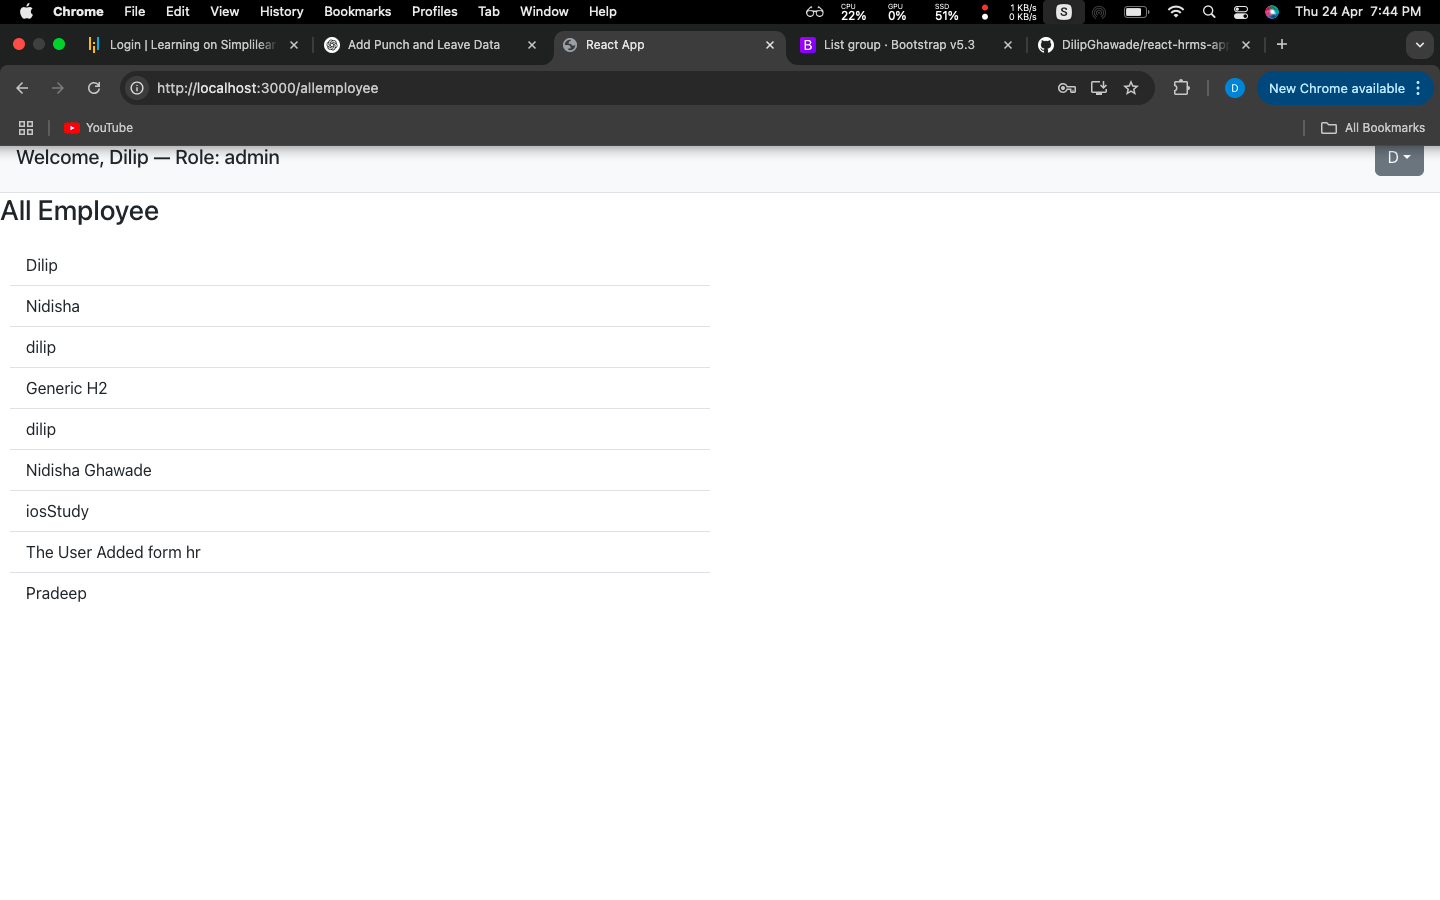 Chrome File Edit View History Bookmarks Profiles Tab Window Help CPU 22% GPU 0% SSD 51% 1 KB/s 0 KB/s S Thu 24 Apr 7:44 PM
Login | Learning on Simplilear Add Punch and Leave Data React App B List group · Bootstrap v5.3 DilipGhawade/react-hrms-ap
http://localhost:3000/allemployee D New Chrome available
YouTube All Bookmarks
Welcome, Dilip — Role: admin D
All Employee
Dilip
Nidisha
dilip
Generic H2
dilip
Nidisha Ghawade
iosStudy
The User Added form hr
Pradeep